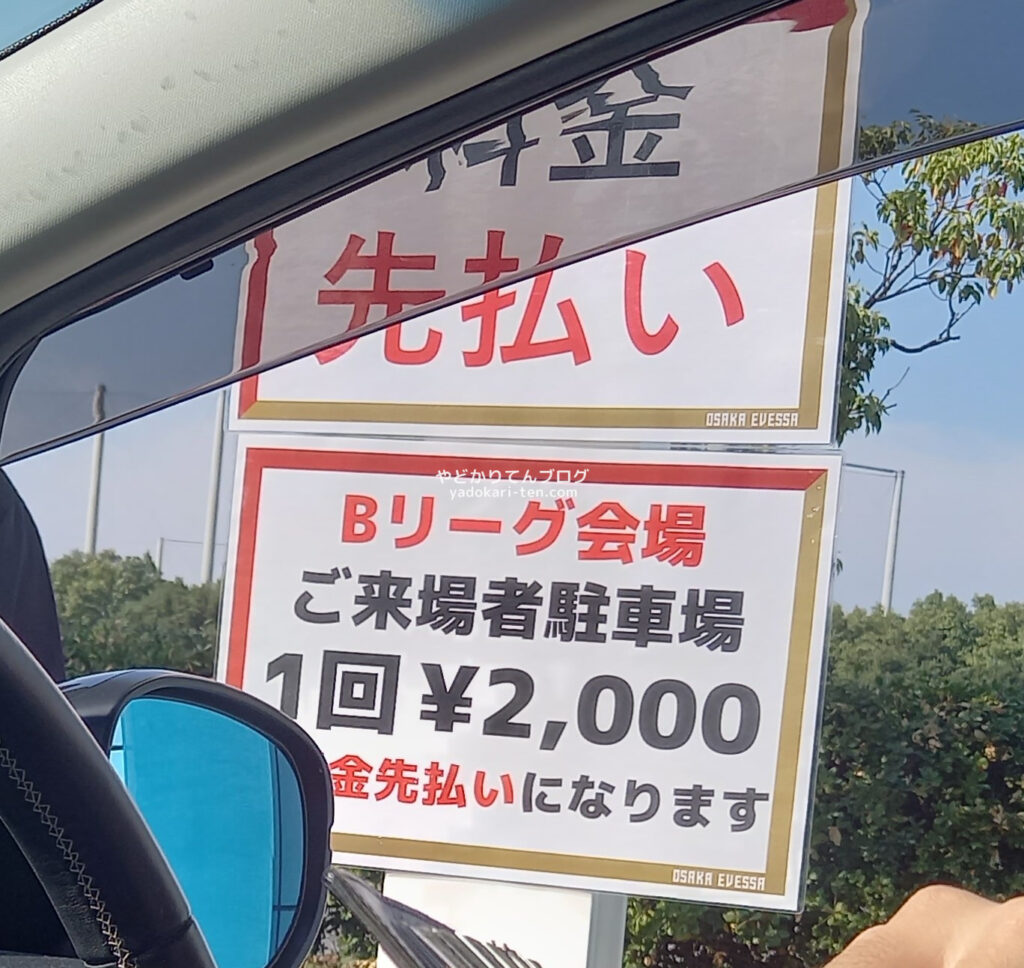 料金
先払い
OSAKA EVESSA
やどかりてんブログ
yadokari-ten.com
Bリーグ会場
ご来場者駐車場
1回¥2,000
金先払いになります
OSAKA EVESSA